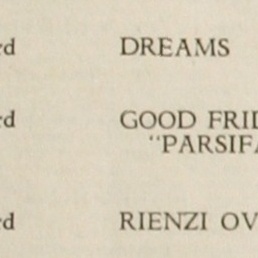 rd DREAMS
rd GOOD FRID
"PARSIFA
rd RIENZI OV